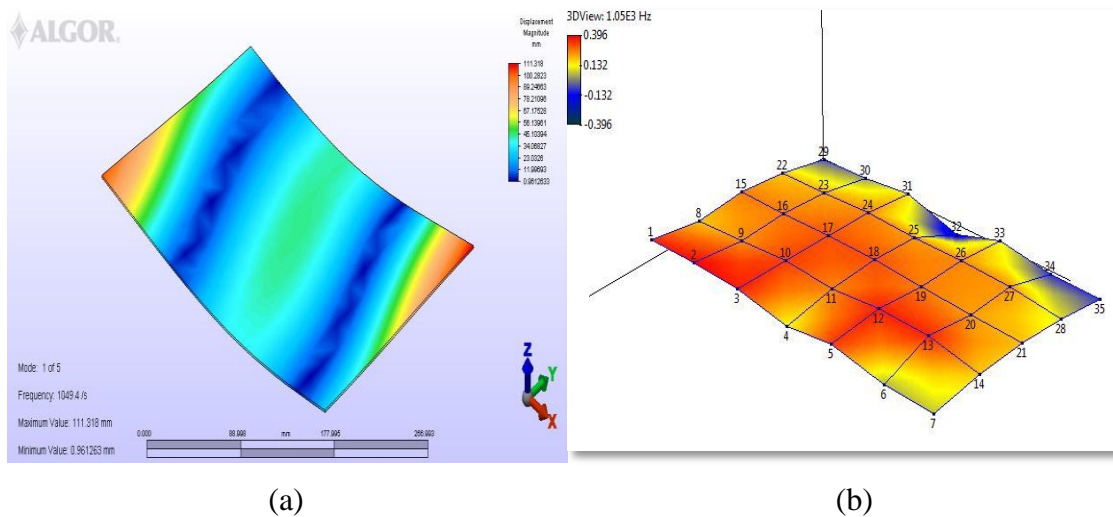 ALGOR
Displacement
Magnitude
mm
111.318
100.2823
89.24663
78.21096
67.17528
56.13961
45.10394
34.06827
23.0326
11.99693
0.9612633
Mode: 1 of 5
Frequency: 1049.4 /s
Maximum Value: 111.318 mm
Minimum Value: 0.961263 mm
0.000 88.998 mm 177.995 266.993
Z
Y
X
3DView: 1.05E3 Hz
0.396
0.132
-0.132
-0.396
29
22 30
15 23 31
8 16 24 32
1 9 17 25 33
2 10 18 26 34
3 11 19 27 35
4 12 20 28
5 13 21
6 14
7
(a) (b)